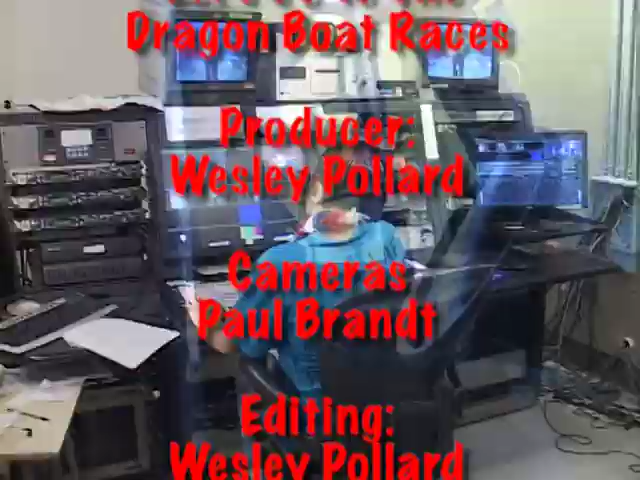 Dragon Boat Races
Producer:
Wesley Pollard
Cameras
Paul Brandt
Editing:
Wesley Pollard